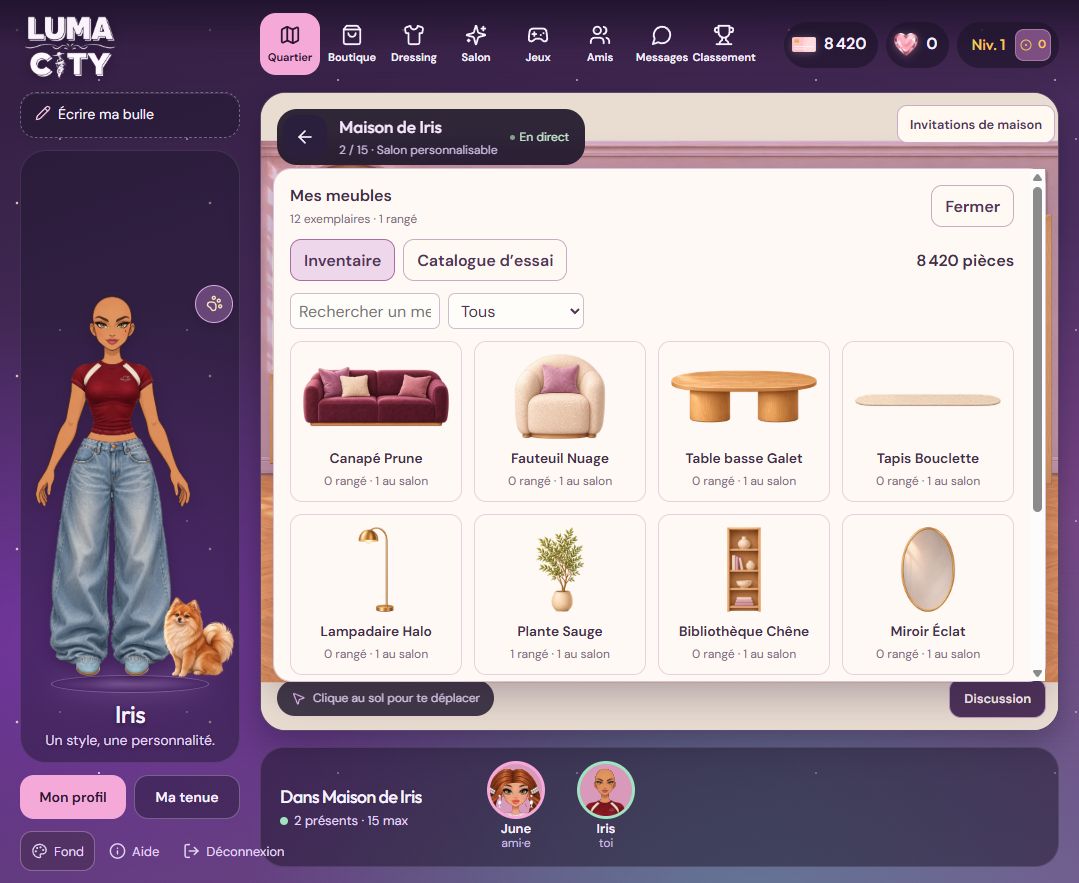 LUMA
CITY
Quartier
Boutique
Dressing
Salon
Jeux
Amis
Messages
Classement
8 420
0
Niv. 1
0
Écrire ma bulle
Maison de Iris
2 / 15 · Salon personnalisable
En direct
Invitations de maison
Mes meubles
12 exemplaires · 1 rangé
Fermer
Inventaire
Catalogue d’essai
8 420 pièces
Rechercher un me
Tous
Canapé Prune
0 rangé · 1 au salon
Fauteuil Nuage
0 rangé · 1 au salon
Table basse Galet
0 rangé · 1 au salon
Tapis Bouclette
0 rangé · 1 au salon
Lampadaire Halo
0 rangé · 1 au salon
Plante Sauge
1 rangé · 1 au salon
Bibliothèque Chêne
0 rangé · 1 au salon
Miroir Éclat
0 rangé · 1 au salon
Clique au sol pour te déplacer
Discussion
Iris
Un style, une personnalité.
Mon profil
Ma tenue
Fond
Aide
Déconnexion
Dans Maison de Iris
2 présents · 15 max
June
ami·e
Iris
toi